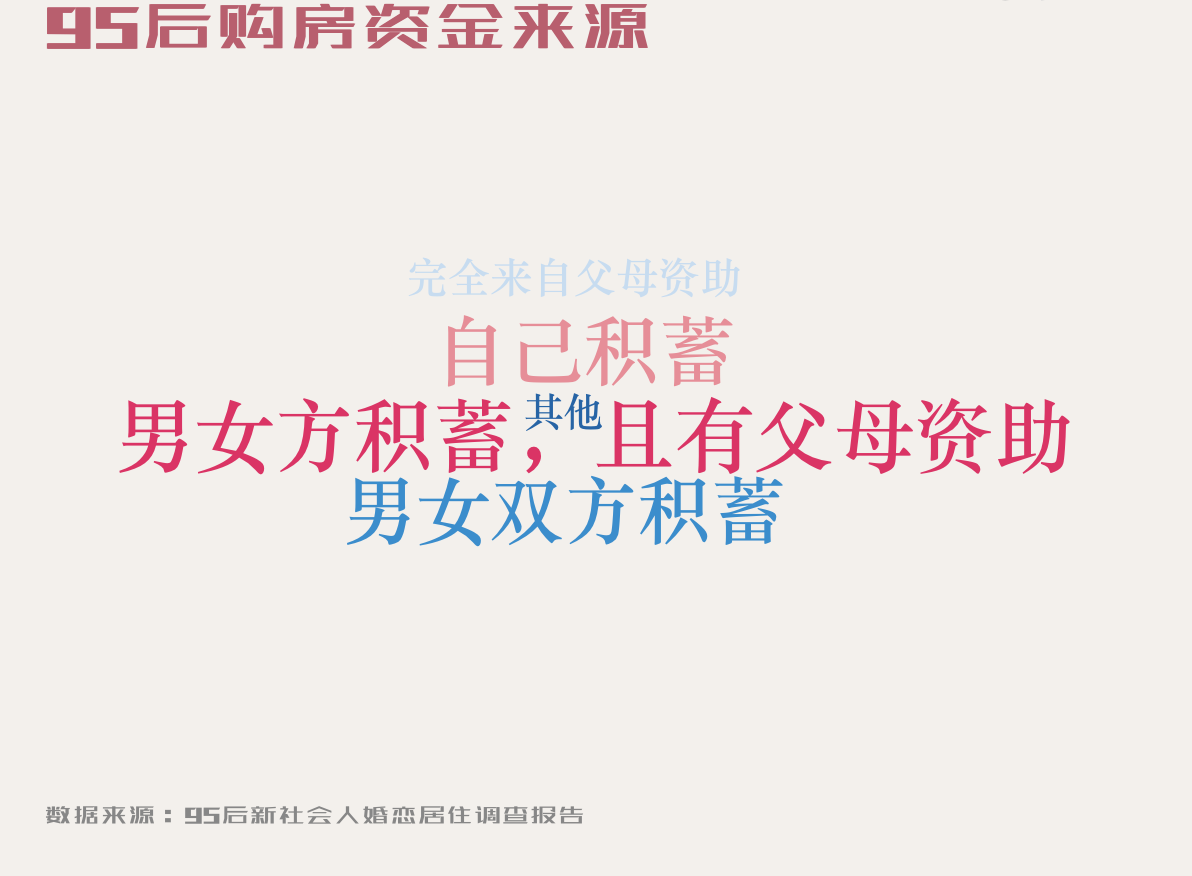 95后购房资金来源
完全来自父母资助
自己积蓄
男女方积蓄，且有父母资助
其他
男女双方积蓄
数据来源：95后新社会人婚恋居住调查报告